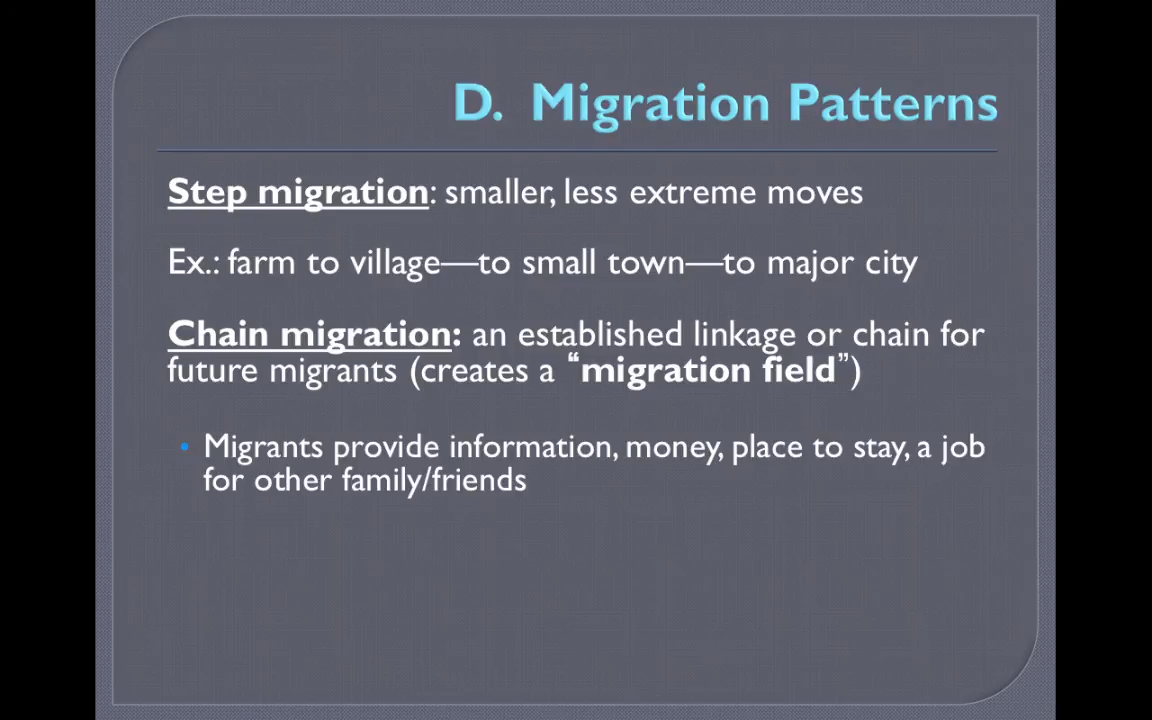 D. Migration Patterns
Step migration: smaller, less extreme moves
Ex.: farm to village—to small town—to major city
Chain migration: an established linkage or chain for
future migrants (creates a “migration field”)
• Migrants provide information, money, place to stay, a job
for other family/friends